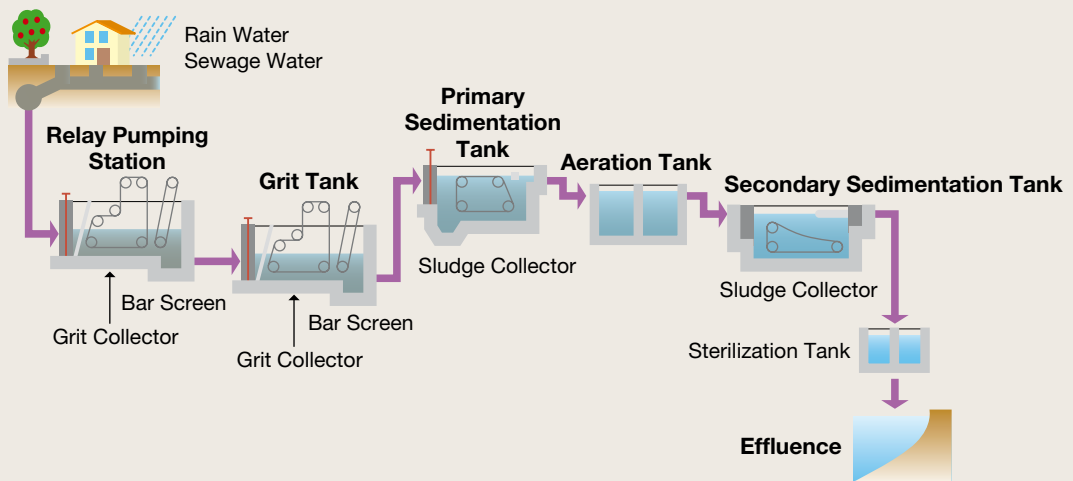 Rain Water
Sewage Water
Relay Pumping
Station
Bar Screen
Grit Collector
Grit Tank
Bar Screen
Grit Collector
Primary
Sedimentation
Tank
Sludge Collector
Aeration Tank
Secondary Sedimentation Tank
Sludge Collector
Sterilization Tank
Effluence